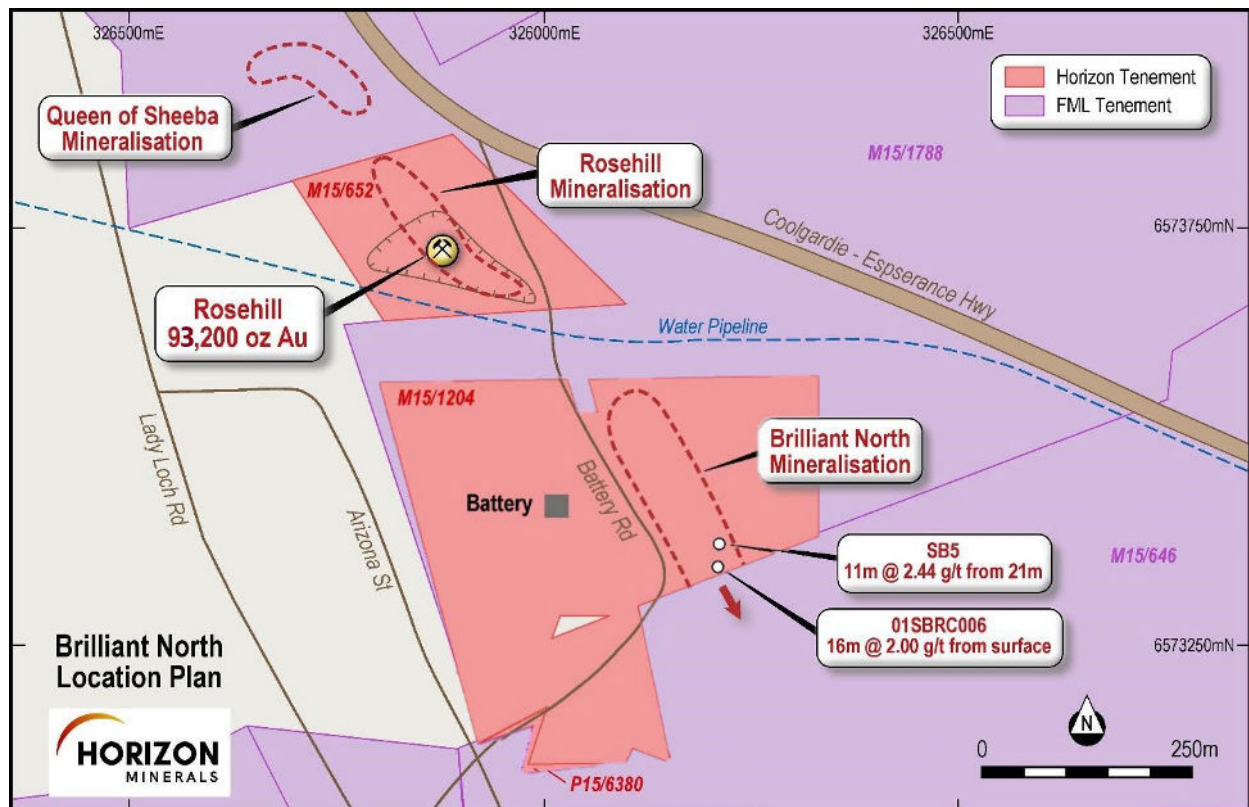 326500mE
326000mE
326500mE
Horizon Tenement
FML Tenement
Queen of Sheeba
Mineralisation
Rosehill
Mineralisation
M15/652
M15/1788
6573750mN
Coolgardie - Espserance Hwy
Rosehill
93,200 oz Au
Water Pipeline
M15/1204
Lady Loch Rd
Arizona St
Battery
Battery Rd
Brilliant North
Mineralisation
SB5
11m @ 2.44 g/t from 21m
M15/646
01SBRC006
16m @ 2.00 g/t from surface
6573250mN
Brilliant North
Location Plan
HORIZON
MINERALS
P15/6380
N
0
250m